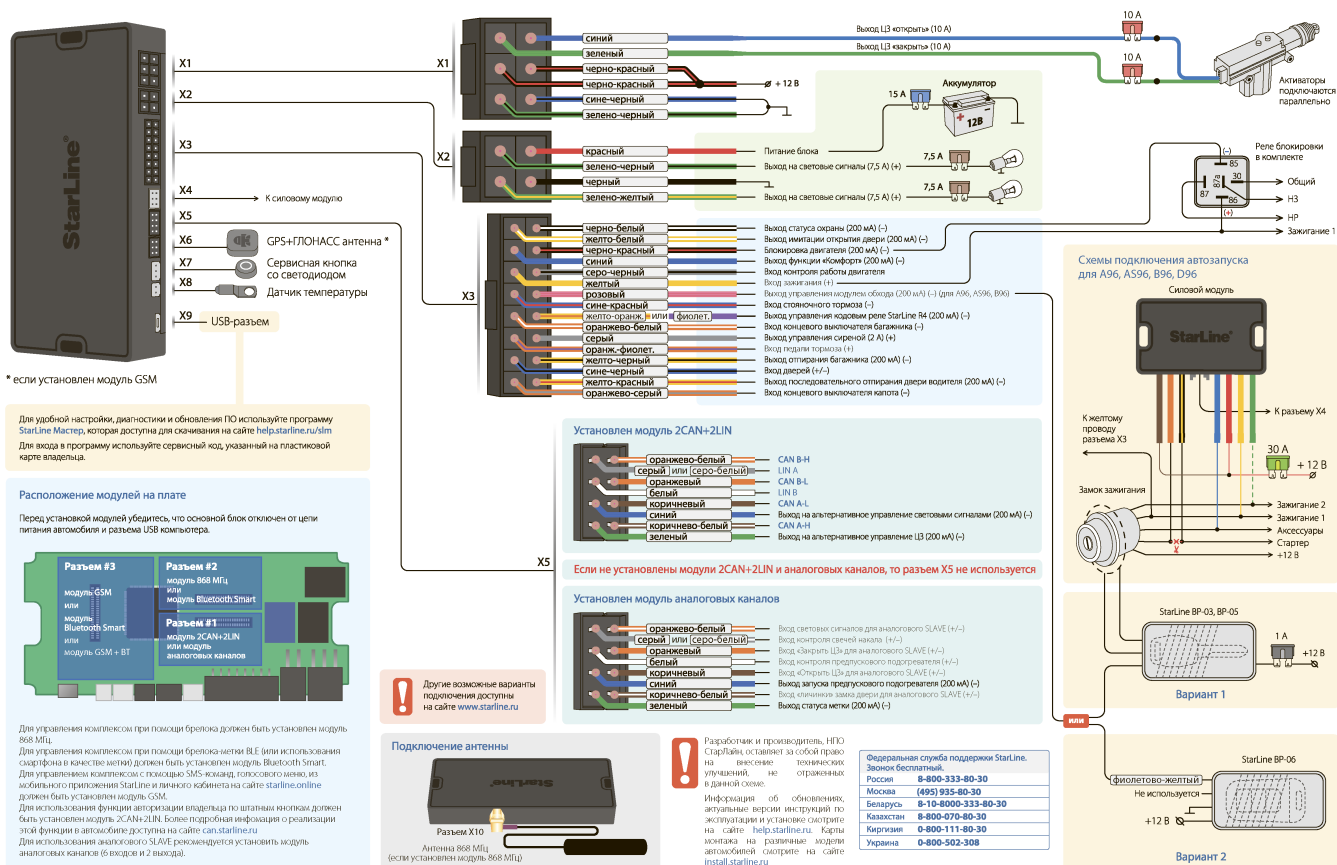 StarLine
X1
X2
X3
X4
К силовому модулю
X5
X6
GPS+ГЛОНАСС антенна *
X7
Сервисная кнопка
со светодиодом
X8
Датчик температуры
X9
USB-разъем
* если установлен модуль GSM
Для удобной настройки, диагностики и обновления ПО используйте программу
StarLine Мастер, которая доступна для скачивания на сайте help.starline.ru/slm
Для входа в программу используйте сервисный код, указанный на пластиковой
карте владельца.
Расположение модулей на плате
Перед установкой модулей убедитесь, что основной блок отключен от цепи
питания автомобиля и разъема USB компьютера.
Разъем #3
модуль GSM
или
модуль
Bluetooth Smart
или
модуль GSM + BT
Разъем #2
модуль 868 МГц
или
модуль Bluetooth Smart
Разъем #1
модуль 2CAN+2LIN
или модуль
аналоговых каналов
Для управления комплексом при помощи брелока должен быть установлен модуль
868 МГц.
Для управления комплексом при помощи брелока-метки BLE (или использования
смартфона в качестве метки) должен быть установлен модуль Bluetooth Smart.
Для управлением комплексом с помощью SMS-команд, голосового меню, из
мобильного приложения StarLine и личного кабинета на сайте starline.online
должен быть установлен модуль GSM.
Для использования функции авторизации владельца по штатным кнопкам должен
быть установлен модуль 2CAN+2LIN. Более подробная имформация о реализации
этой функции в автомобиле доступна на сайте can.starline.ru
Для использования аналогового SLAVE рекомендуется установить модуль
аналоговых каналов (6 входов и 2 выхода).
X1
синий
Выход ЦЗ «открыть» (10 А)
10 А
зеленый
Выход ЦЗ «закрыть» (10 А)
10 А
Активаторы
подключаются
параллельно
черно-красный
черно-красный
+ 12 В
сине-черный
зелено-черный
X2
15 А
Аккумулятор
12В
красный
Питание блока
зелено-черный
Выход на световые сигналы (7,5 А) (+)
7,5 А
черный
зелено-желтый
Выход на световые сигналы (7,5 А) (+)
7,5 А
Реле блокировки
в комплекте
(–)
85
30
87a
87
86
(+)
Общий
НЗ
НР
Зажигание 1
X3
черно-белый
Выход статуса охраны (200 мА) (–)
желто-белый
Выход имитации открытия двери (200 мА) (–)
черно-красный
Блокировка двигателя (200 мА) (–)
синий
Выход функции «Комфорт» (200 мА) (–)
серо-черный
Вход контроля работы двигателя
желтый
Вход зажигания (+)
розовый
Выход управления модулем обхода (200 мА) (–) (для A96, AS96, B96)
сине-красный
Вход стояночного тормоза (–)
желто-оранж. или фиолет.
Выход управления кодовым реле StarLine R4 (200 мА) (–)
оранжево-белый
Вход концевого выключателя багажника (–)
серый
Выход управления сиреной (2 А) (+)
оранж.-фиолет.
Вход педали тормоза (+)
желто-черный
Выход отпирания багажника (200 мА) (–)
сине-черный
Вход дверей (+/–)
желто-красный
Выход последовательного отпирания двери водителя (200 мА) (–)
оранжево-серый
Вход концевого выключателя капота (–)
X5
Установлен модуль 2CAN+2LIN
оранжево-белый
CAN B-H
серый или серо-белый
LIN A
оранжевый
CAN B-L
белый
LIN B
коричневый
CAN A-L
синий
Выход на альтернативное управление световыми сигналами (200 мА) (–)
коричнево-белый
CAN A-H
зеленый
Выход на альтернативное управление ЦЗ (200 мА) (–)
Если не установлены модули 2CAN+2LIN и аналоговых каналов, то разъем X5 не используется
Установлен модуль аналоговых каналов
оранжево-белый
Вход световых сигналов для аналогового SLAVE (+/–)
серый или серо-белый
Вход контроля свечей накала (+/–)
оранжевый
Вход «Закрыть ЦЗ» для аналогового SLAVE (+/–)
белый
Вход контроля предпускового подогревателя (+/–)
коричневый
Вход «Открыть ЦЗ» для аналогового SLAVE (+/–)
синий
Выход запуска предпускового подогревателя (200 мА) (–)
коричнево-белый
Вход «личинки» замка двери для аналогового SLAVE (+/–)
зеленый
Выход статуса метки (200 мА) (–)
Другие возможные варианты
подключения доступны
на сайте www.starline.ru
Подключение антенны
StarLine
Разъем X10
Антенна 868 МГц
(если установлен модуль 868 МГц)
Разработчик и производитель, НПО
СтарЛайн, оставляет за собой право
на внесение технических
улучшений, не отраженных
в данной схеме.
Информация об обновлениях,
актуальные версии инструкций по
эксплуатации и установке смотрите
на сайте help.starline.ru. Карты
монтажа на различные модели
автомобилей смотрите на сайте
install.starline.ru
Федеральная служба поддержки StarLine.
Звонок бесплатный.
Россия 8-800-333-80-30
Москва (495) 935-80-30
Беларусь 8-10-8000-333-80-30
Казахстан 8-800-070-80-30
Киргизия 0-800-111-80-30
Украина 0-800-502-308
Схемы подключения автозапуска
для A96, AS96, B96, D96
Силовой модуль
StarLine
К разъему X4
К желтому
проводу
разъема X3
30 А
+ 12 В
Замок зажигания
Зажигание 2
Зажигание 1
Аксессуары
Стартер
+12 В
StarLine BP-03, BP-05
1 А
+12 В
Вариант 1
или
StarLine BP-06
фиолетово-желтый
Не используется
+12 В
Вариант 2